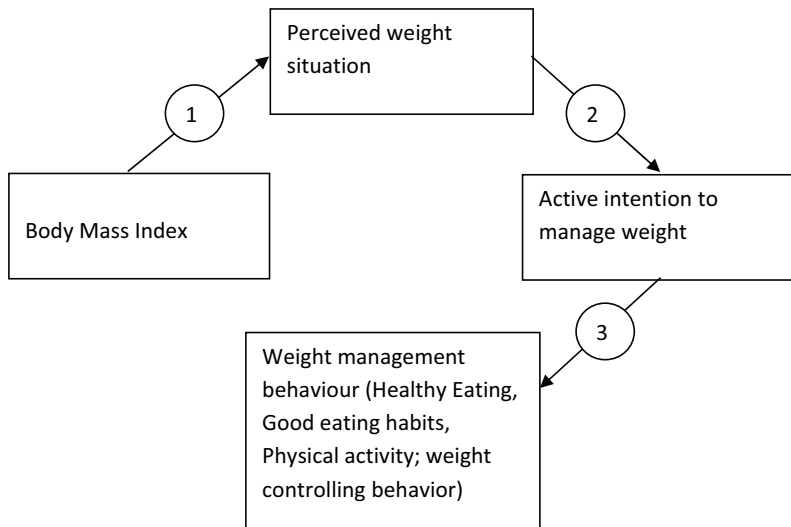 Perceived weight
situation
1
2
Body Mass Index
Active intention to
manage weight
3
Weight management
behaviour (Healthy Eating,
Good eating habits,
Physical activity; weight
controlling behavior)